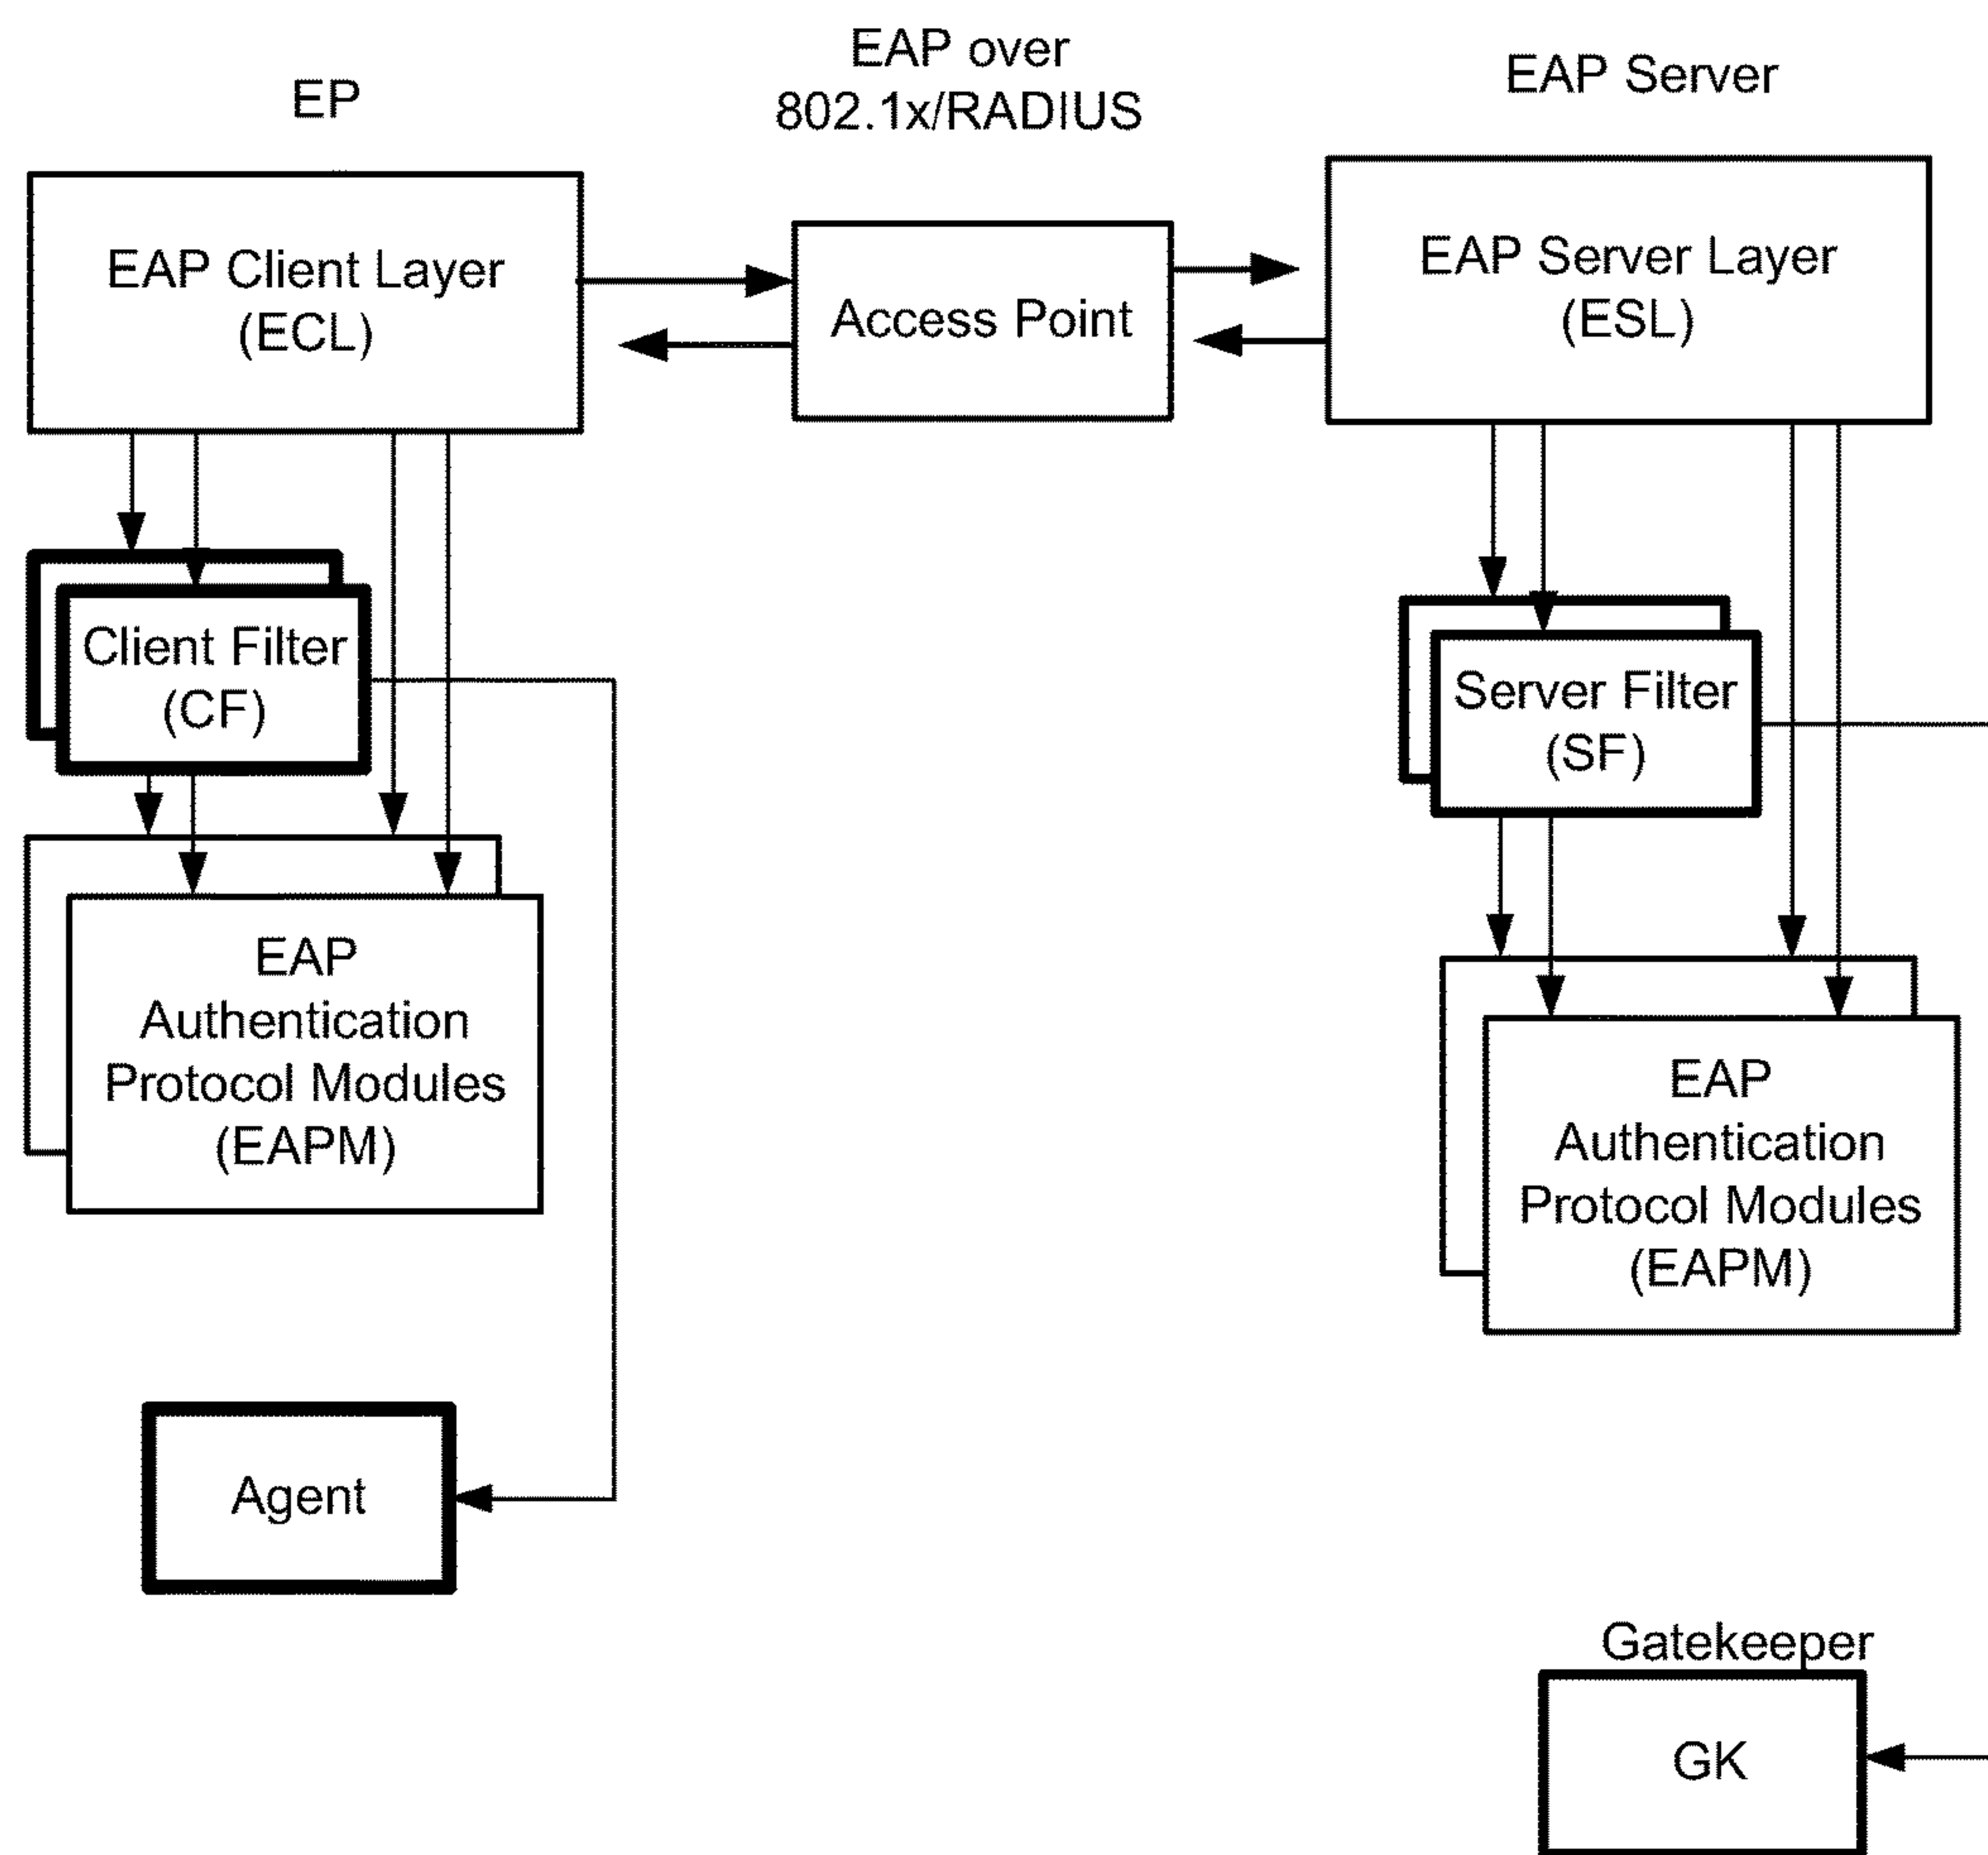 EP
EAP over
802.1x/RADIUS
EAP Server
EAP Client Layer
(ECL)
Access Point
EAP Server Layer
(ESL)
Client Filter
(CF)
Server Filter
(SF)
EAP
Authentication
Protocol Modules
(EAPM)
EAP
Authentication
Protocol Modules
(EAPM)
Agent
Gatekeeper
GK